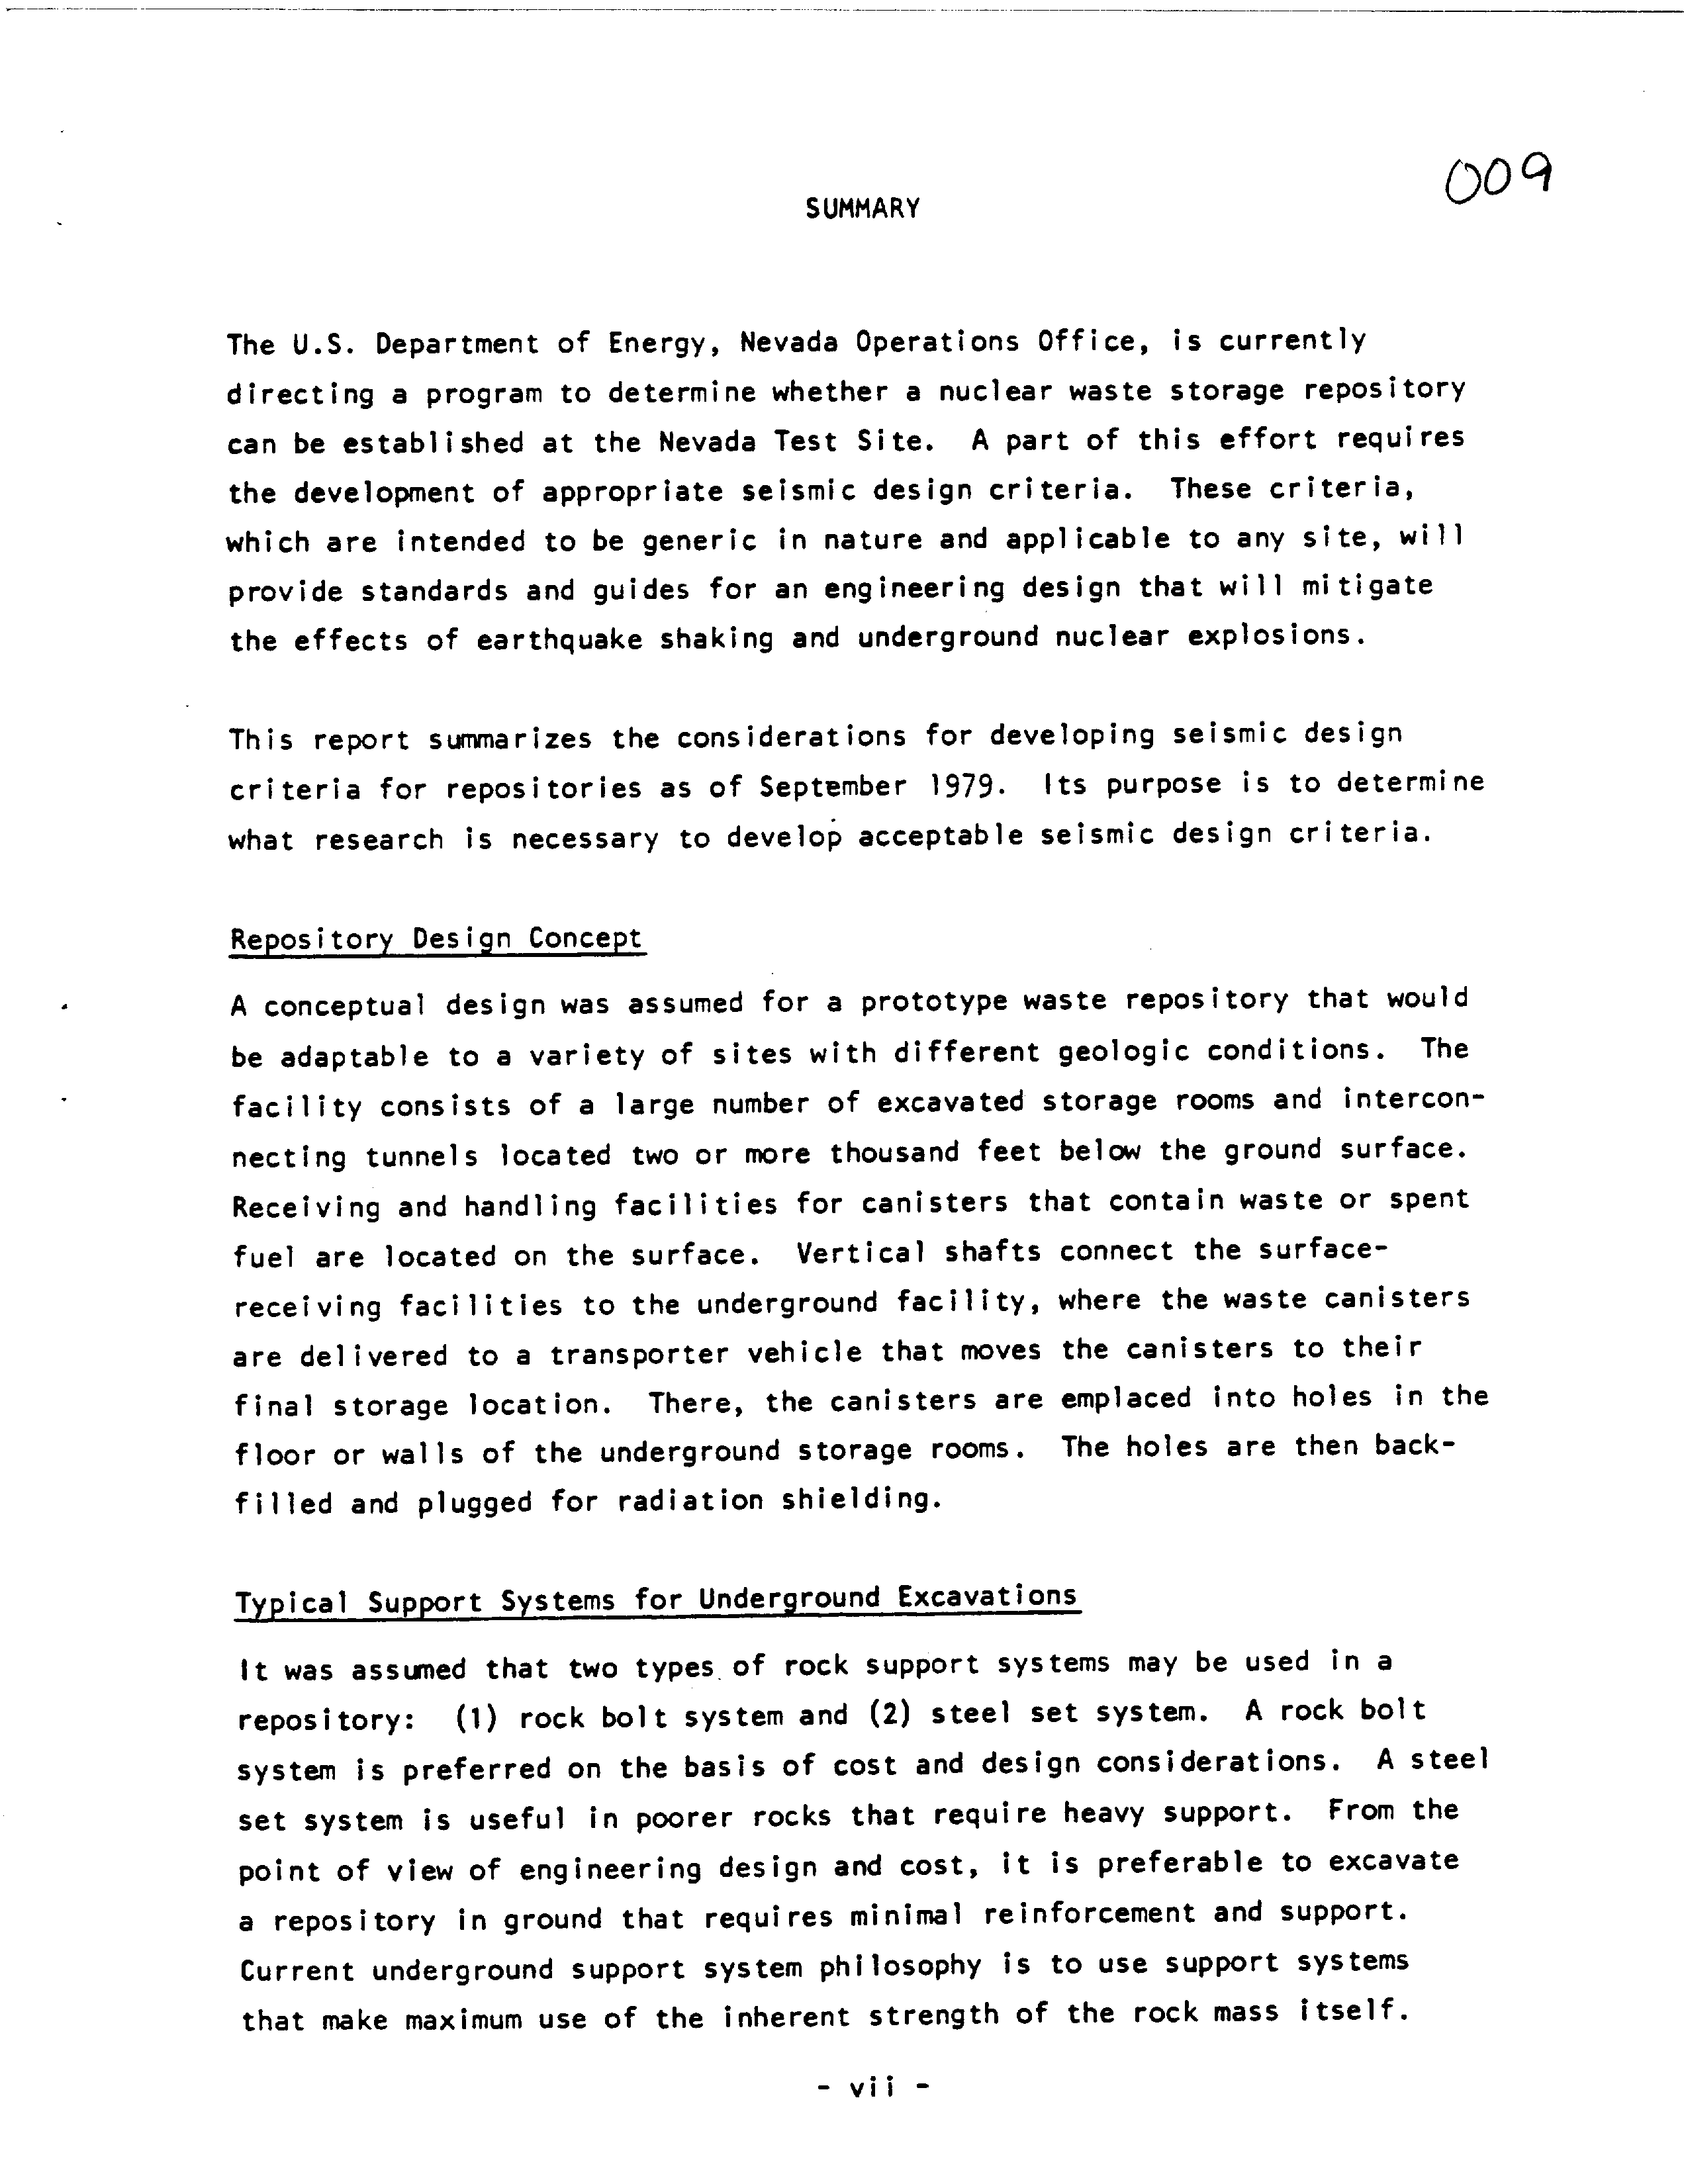 009
SUMMARY
The U.S. Department of Energy, Nevada Operations Office, is currently
directing a program to determine whether a nuclear waste storage repository
can be established at the Nevada Test Site.  A part of this effort requires
the development of appropriate seismic design criteria.  These criteria,
which are intended to be generic in nature and applicable to any site, will
provide standards and guides for an engineering design that will mitigate
the effects of earthquake shaking and underground nuclear explosions.
This report summarizes the considerations for developing seismic design
criteria for repositories as of September 1979.  Its purpose is to determine
what research is necessary to develop acceptable seismic design criteria.
Repository Design Concept
A conceptual design was assumed for a prototype waste repository that would
be adaptable to a variety of sites with different geologic conditions.  The
facility consists of a large number of excavated storage rooms and intercon-
necting tunnels located two or more thousand feet below the ground surface.
Receiving and handling facilities for canisters that contain waste or spent
fuel are located on the surface.  Vertical shafts connect the surface-
receiving facilities to the underground facility, where the waste canisters
are delivered to a transporter vehicle that moves the canisters to their
final storage location.  There, the canisters are emplaced into holes in the
floor or walls of the underground storage rooms.  The holes are then back-
filled and plugged for radiation shielding.
Typical Support Systems for Underground Excavations
It was assumed that two types of rock support systems may be used in a
repository:  (1) rock bolt system and (2) steel set system.  A rock bolt
system is preferred on the basis of cost and design considerations.  A steel
set system is useful in poorer rocks that require heavy support.  From the
point of view of engineering design and cost, it is preferable to excavate
a repository in ground that requires minimal reinforcement and support.
Current underground support system philosophy is to use support systems
that make maximum use of the inherent strength of the rock mass itself.
- vii -